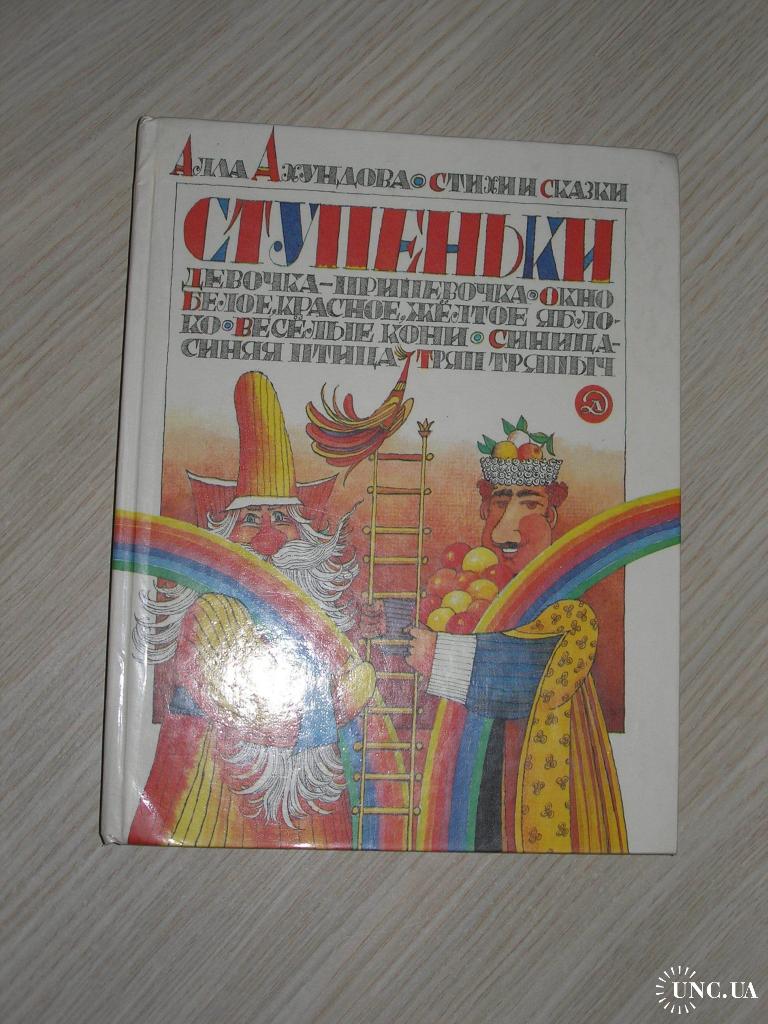 Алла Ахундова • стихи и сказки
СТУПЕНЬКИ
Девочка-припевочка • Окно
Белое, красное, жёлтое ябло-
ко • Весёлые кони • Синица-
синяя птица • Тряп Тряпыч
Д
UNC.UA